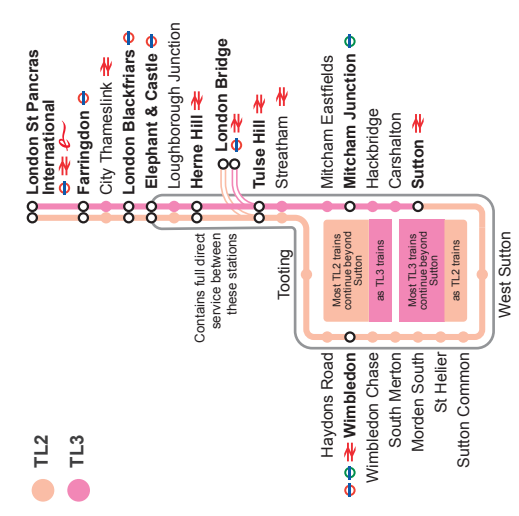 TL2
TL3
London St Pancras
International
Farringdon
City Thameslink
London Blackfriars
Elephant & Castle
Loughborough Junction
Herne Hill
London Bridge
Tulse Hill
Streatham
Mitcham Eastfields
Mitcham Junction
Hackbridge
Carshalton
Sutton
Contains full direct
service between
these stations
Tooting
Most TL2 trains
continue beyond
Sutton
as TL3 trains
Most TL3 trains
continue beyond
Sutton
as TL2 trains
West Sutton
Haydons Road
Wimbledon
Wimbledon Chase
South Merton
Morden South
St Helier
Sutton Common